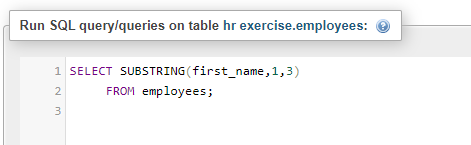 Run SQL query/queries on table hr exercise.employees:
1 SELECT SUBSTRING(first_name,1,3)
2 FROM employees;
3